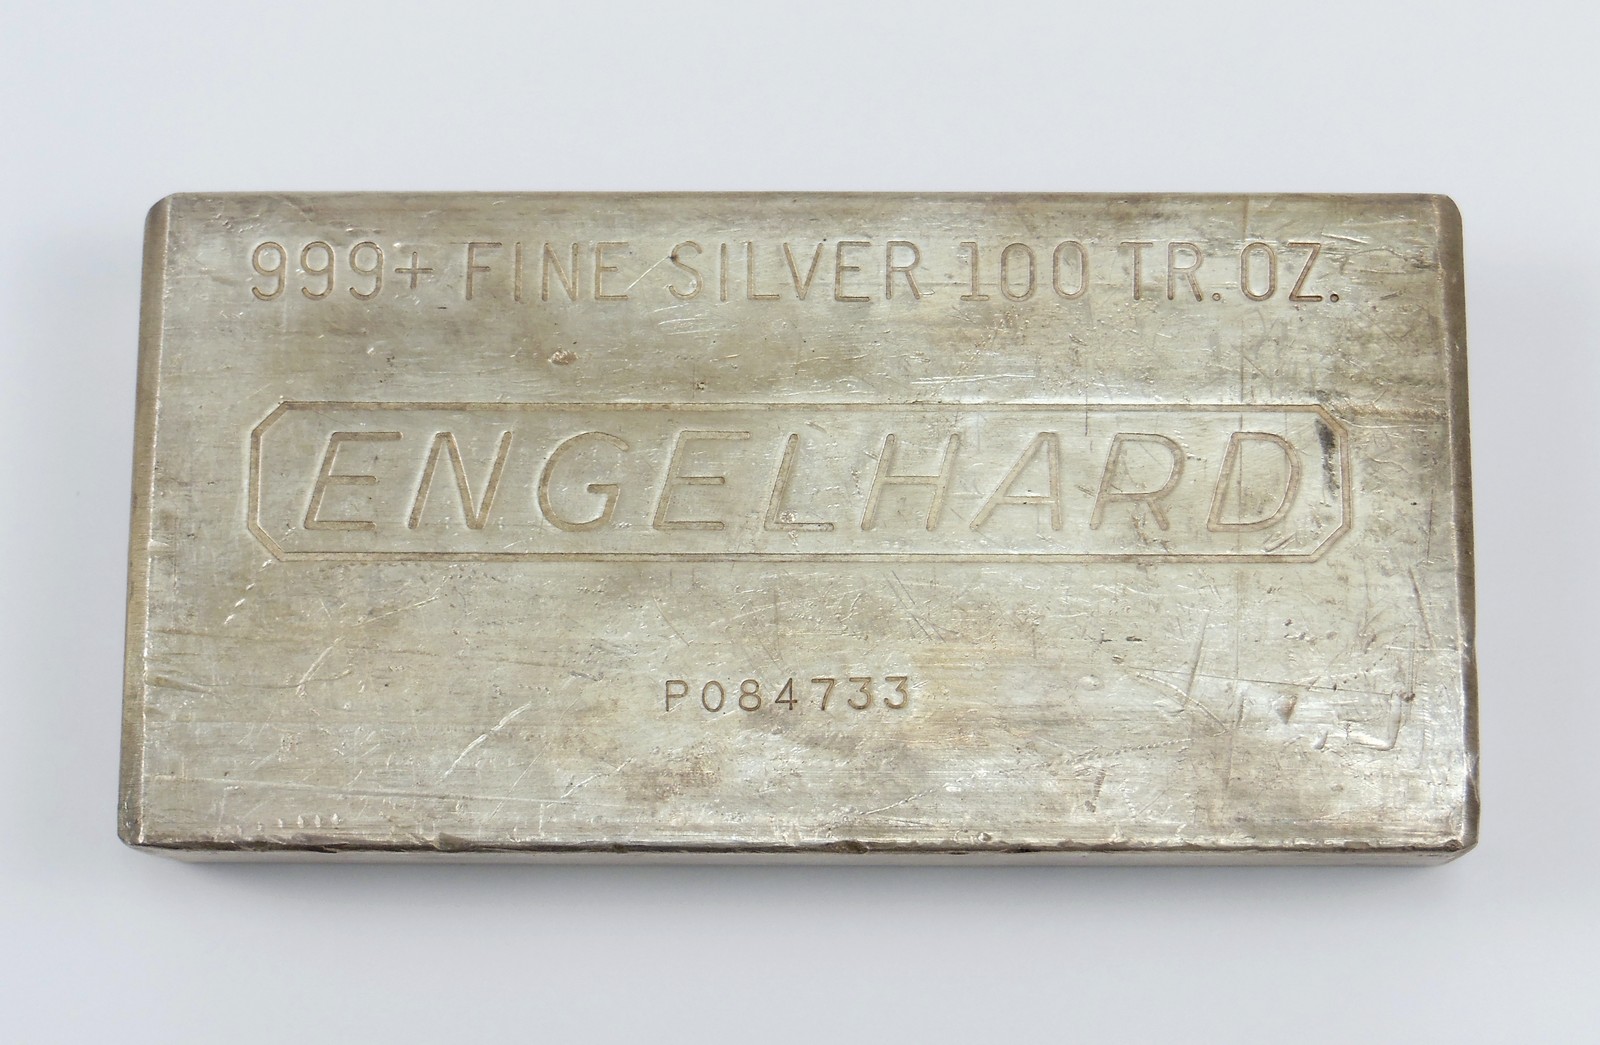 999+ FINE SILVER 100 TR. OZ.
ENGELHARD
P084733